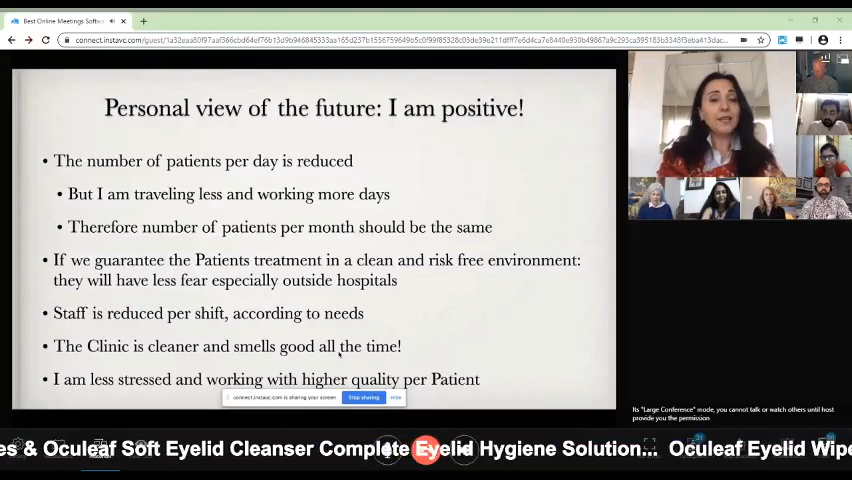 Best Online Meetings Softw
connect.instavc.com/guest/
Personal view of the future: I am positive!
• The number of patients per day is reduced
• But I am traveling less and working more days
• Therefore number of patients per month should be the same
• If we guarantee the Patients treatment in a clean and risk free environment:
they will have less fear especially outside hospitals
• Staff is reduced per shift, according to needs
• The Clinic is cleaner and smells good all the time!
• I am less stressed and working with higher quality per Patient
connect.instavc.com is sharing your screen
Stop sharing
Hide
Its "Large Conference" mode, you cannot talk or watch others until host
provide you the permission
es & Oculeaf Soft Eyelid Cleanser Complete Eyelid Hygiene Solution... Oculeaf Eyelid Wipe